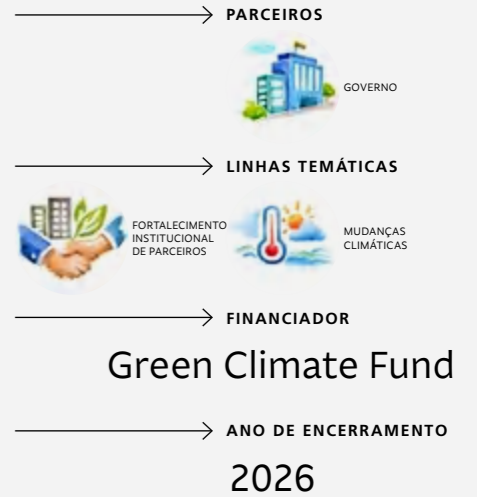 PARCEIROS
GOVERNO
LINHAS TEMÁTICAS
FORTALECIMENTO
INSTITUCIONAL
DE PARCEIROS
MUDANÇAS
CLIMÁTICAS
FINANCIADOR
Green Climate Fund
ANO DE ENCERRAMENTO
2026